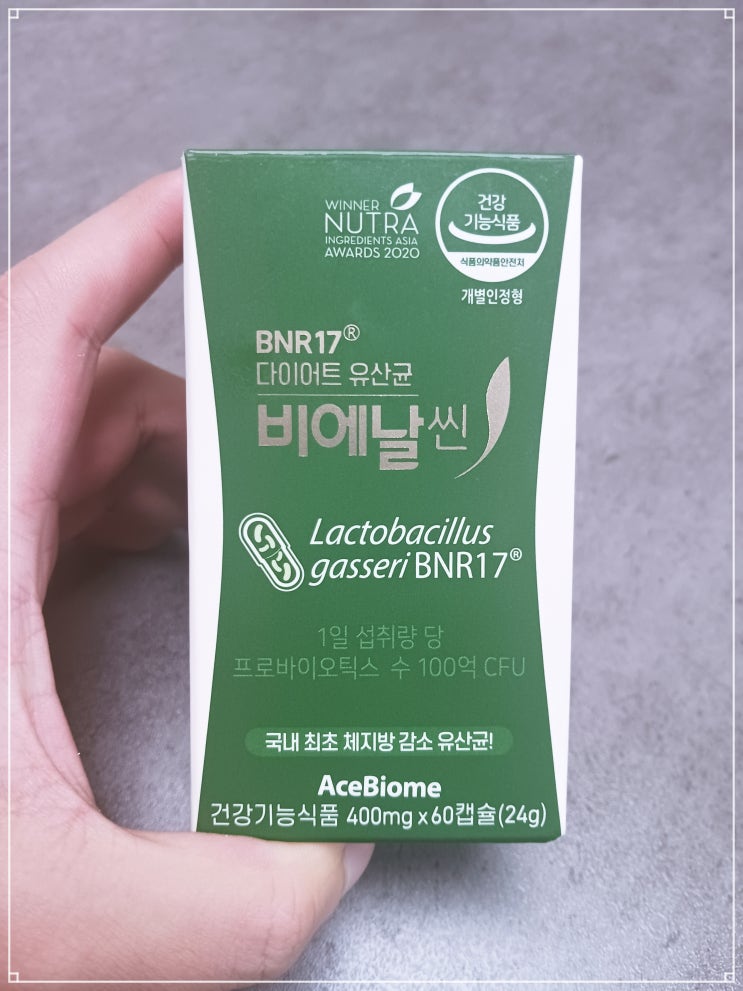 WINNER
NUTRA
INGREDIENTS ASIA
AWARDS 2020
건강
기능식품
식품의약품안전처
개별인정형
BNR17®
다이어트 유산균
비에날씬
Lactobacillus
gasseri BNR17®
1일 섭취량 당
프로바이오틱스 수 100억 CFU
국내 최초 체지방 감소 유산균!
AceBiome
건강기능식품 400mg x 60캡슐(24g)